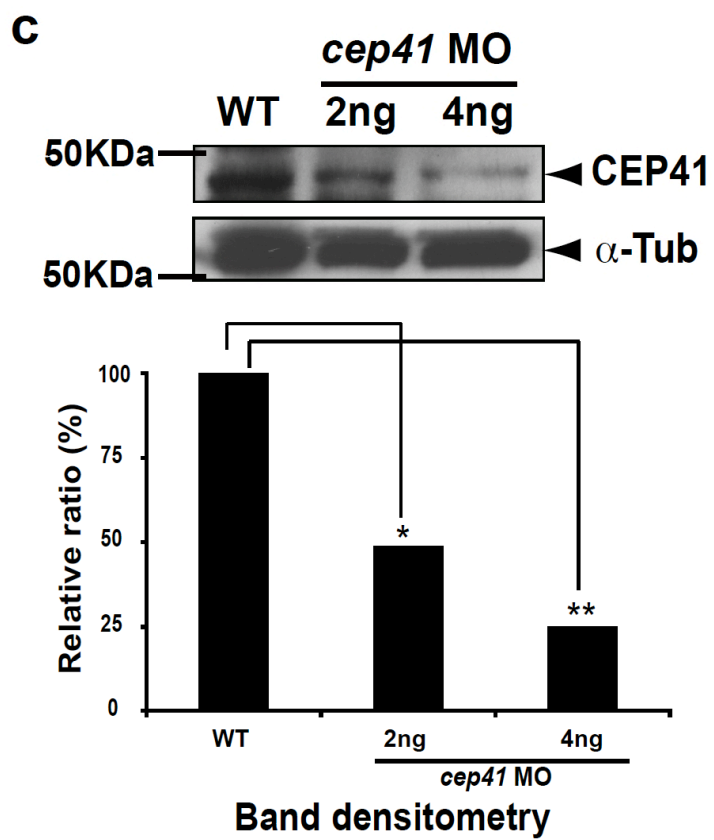 c
cep41 MO
WT 2ng 4ng
50KDa
CEP41
α-Tub
50KDa
Relative ratio (%)
100
75
50
25
0
*
**
WT 2ng 4ng
cep41 MO
Band densitometry